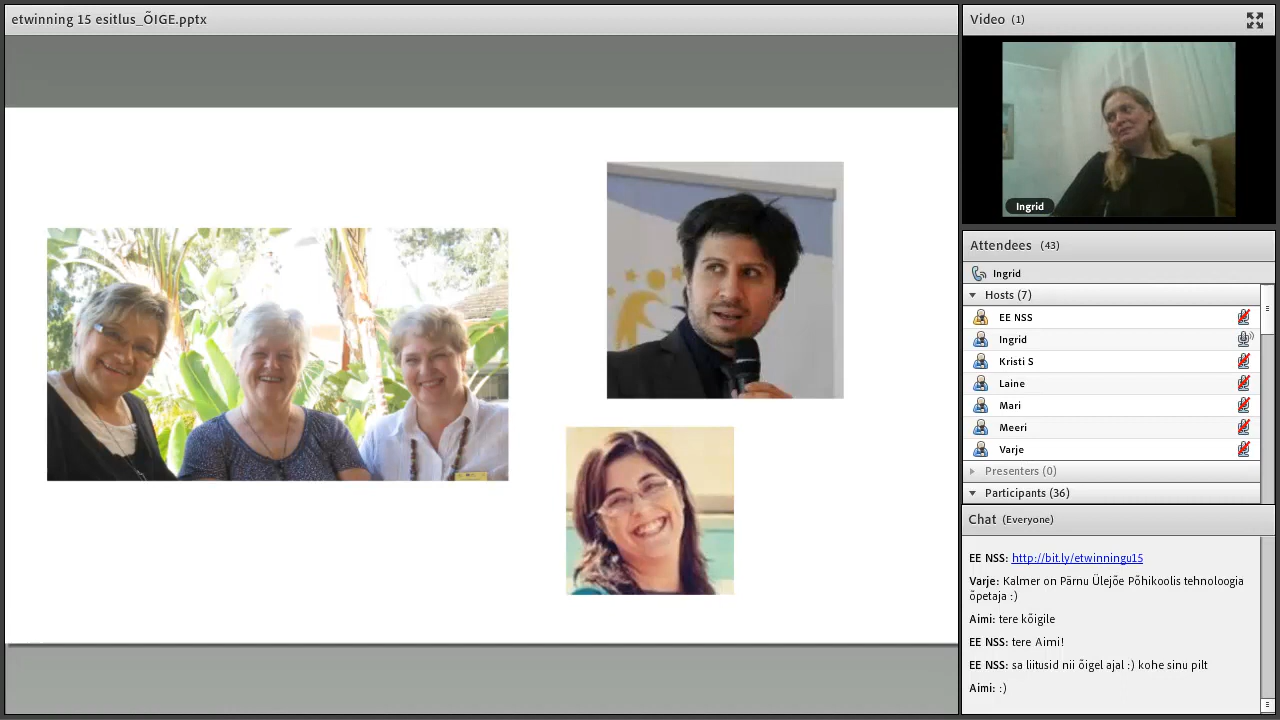 etwinning 15 esitlus_ÕIGE.pptx
Video (1)
Ingrid
Attendees (43)
Ingrid
Hosts (7)
EE NSS
Ingrid
Kristi S
Laine
Mari
Meeri
Varje
Presenters (0)
Participants (36)
Chat (Everyone)
EE NSS: http://bit.ly/etwinningu15
Varje: Kalmer on Pärnu Ülejõe Põhikoolis tehnoloogia
õpetaja :)
Aimi: tere kõigile
EE NSS: tere Aimi!
EE NSS: sa liitusid nii õigel ajal :) kohe sinu pilt
Aimi: :)